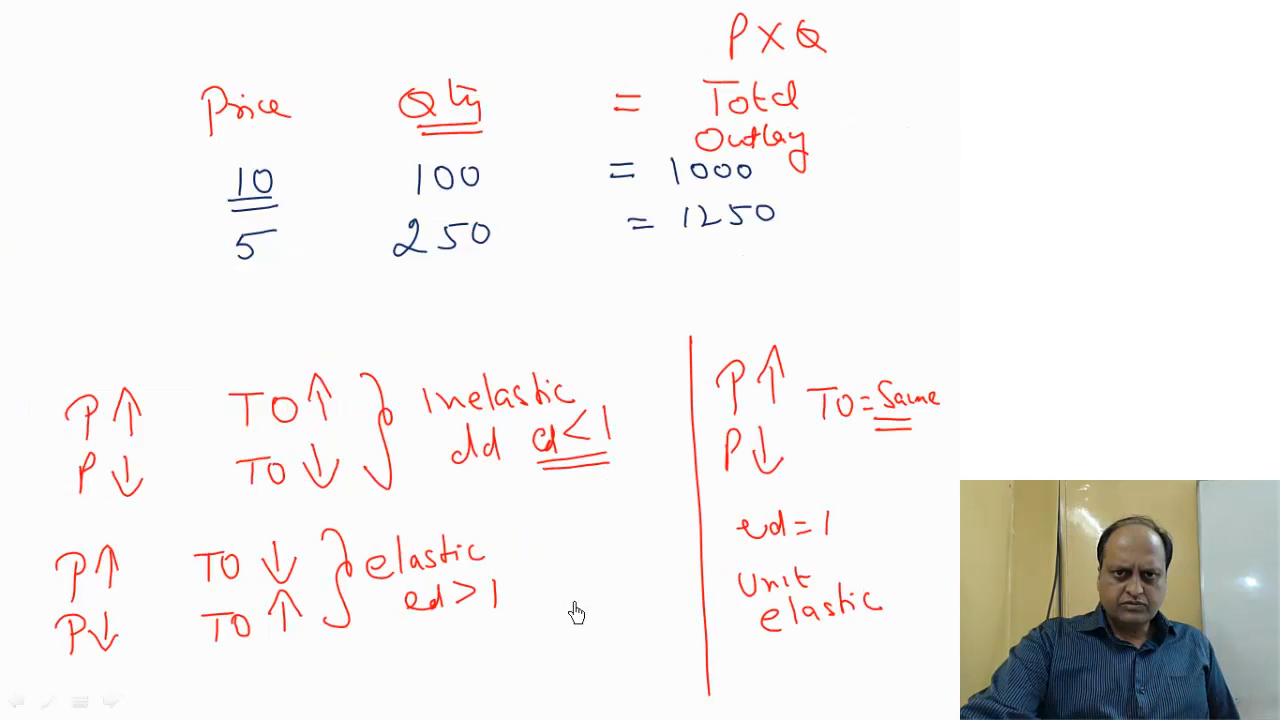 P X Q
Price Qty = Total Outlay
10 100 = 1000
5 250 = 1250
P ↑ TO ↑ } Inelastic
P ↓ TO ↓ dd ed < 1
P ↑ TO ↓ } elastic
P ↓ TO ↑ ed > 1
P ↑ TO = Same
P ↓
ed = 1
Unit
elastic